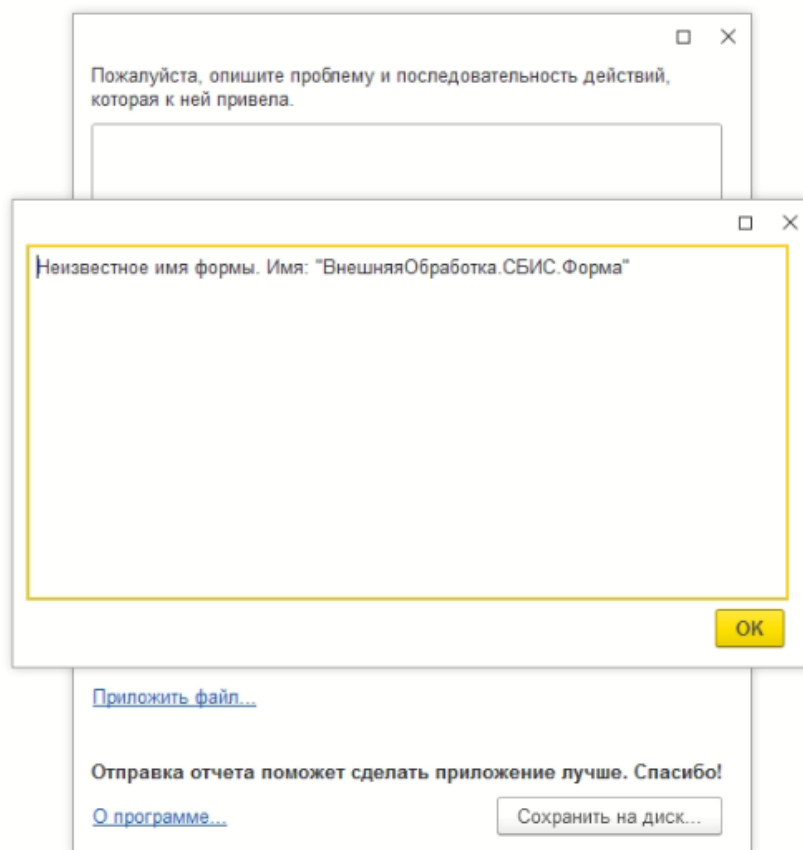 Пожалуйста, опишите проблему и последовательность действий,
которая к ней привела.
Неизвестное имя формы. Имя: "ВнешняяОбработка.СБИС.Форма"
OK
Приложить файл...
Отправка отчета поможет сделать приложение лучше. Спасибо!
О программе...
Сохранить на диск...